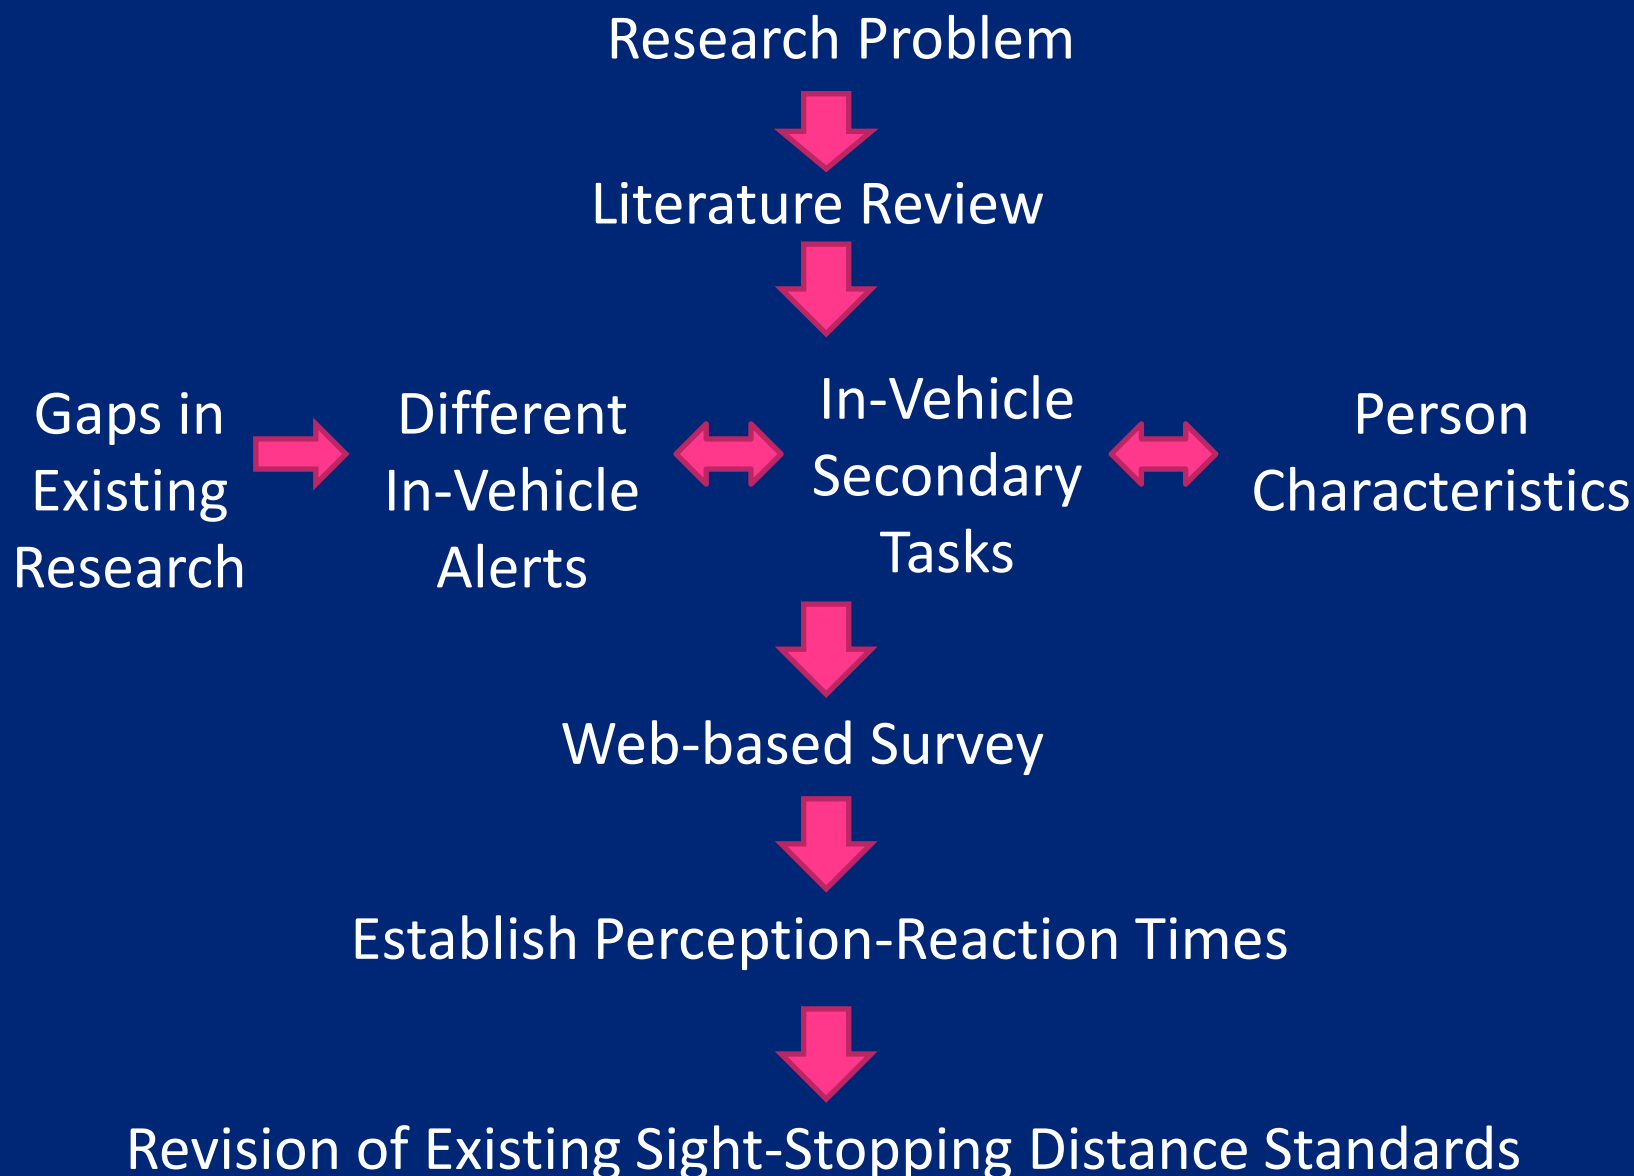 Research Problem
Literature Review
Gaps in
Existing
Research
Different
In-Vehicle
Alerts
In-Vehicle
Secondary
Tasks
Person
Characteristics
Web-based Survey
Establish Perception-Reaction Times
Revision of Existing Sight-Stopping Distance Standards